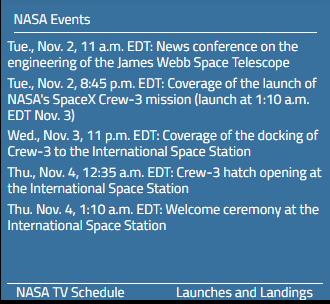 NASA Events
Tue., Nov. 2, 11 a.m. EDT: News conference on the
engineering of the James Webb Space Telescope
Tue., Nov. 2, 8:45 p.m. EDT: Coverage of the launch of
NASA's SpaceX Crew-3 mission (launch at 1:10 a.m.
EDT Nov. 3)
Wed., Nov. 3, 11 p.m. EDT: Coverage of the docking of
Crew-3 to the International Space Station
Thu., Nov. 4, 12:35 a.m. EDT: Crew-3 hatch opening at
the International Space Station
Thu. Nov. 4, 1:10 a.m. EDT: Welcome ceremony at the
International Space Station
NASA TV Schedule Launches and Landings